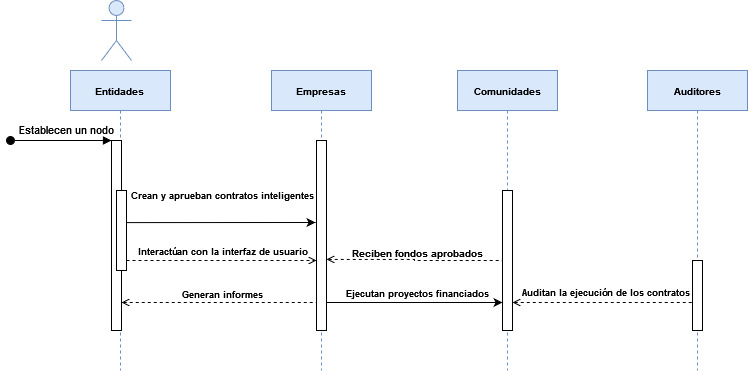 Entidades
Empresas
Comunidades
Auditores
Establecen un nodo
Crean y aprueban contratos inteligentes
Interactúan con la interfaz de usuario
Reciben fondos aprobados
Generan informes
Ejecutan proyectos financiados
Auditan la ejecución de los contratos